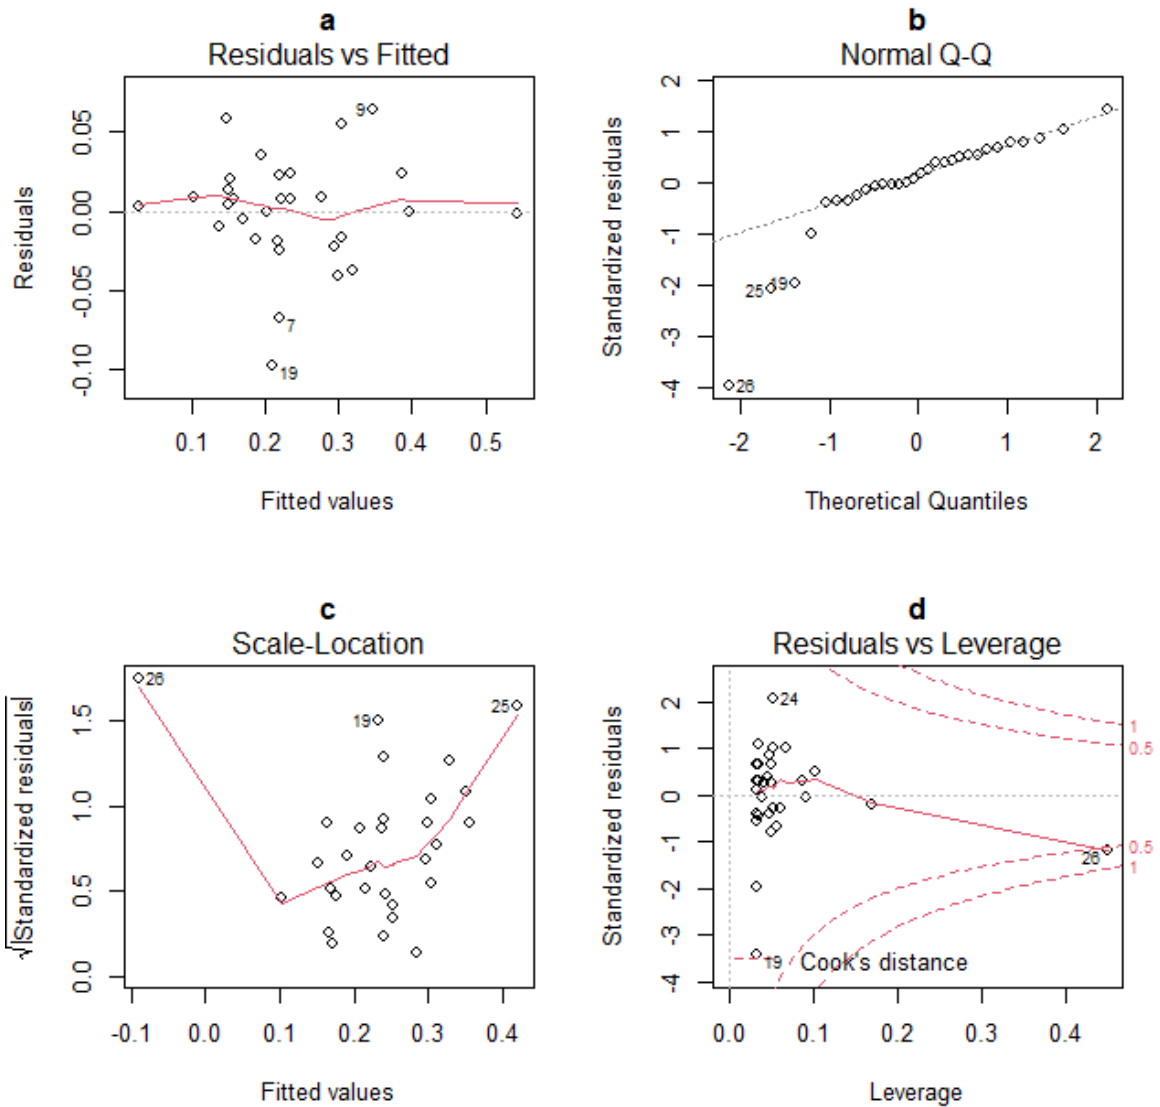 a
Residuals vs Fitted
Residuals
0.05
0.00
-0.05
-0.10
9
7
19
0.1 0.2 0.3 0.4 0.5
Fitted values
b
Normal Q-Q
Standardized residuals
2
1
0
-1
-2
-3
-4
25
19
26
-2 -1 0 1 2
Theoretical Quantiles
c
Scale-Location
√|Standardized residuals|
1.5
1.0
0.5
0.0
26
19
25
-0.1 0.0 0.1 0.2 0.3 0.4
Fitted values
d
Residuals vs Leverage
Standardized residuals
2
1
0
-1
-2
-3
-4
24
1
0.5
0.5
1
26
19
Cook's distance
0.0 0.1 0.2 0.3 0.4
Leverage